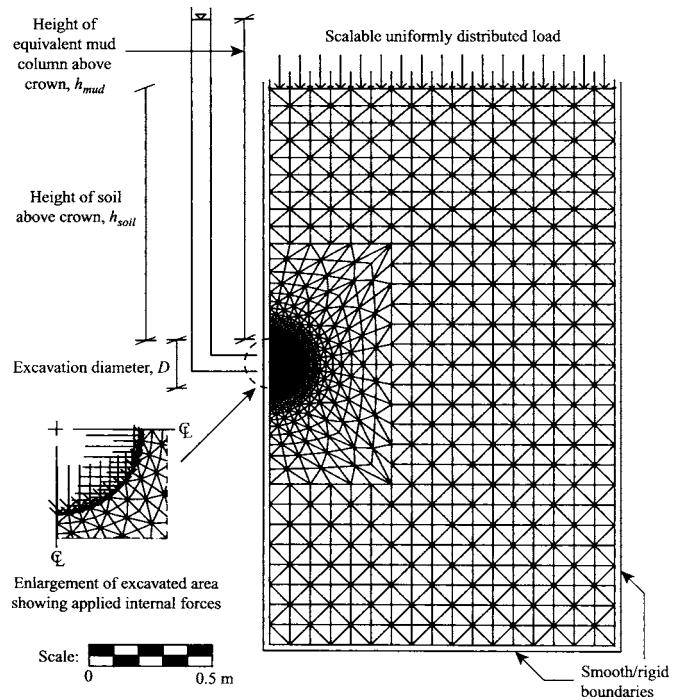 Height of
equivalent mud
column above
crown, h_mud
Scalable uniformly distributed load
Height of soil
above crown, h_soil
Excavation diameter, D
℄
℄
Enlargement of excavated area
showing applied internal forces
Scale:
0
0.5 m
Smooth/rigid
boundaries